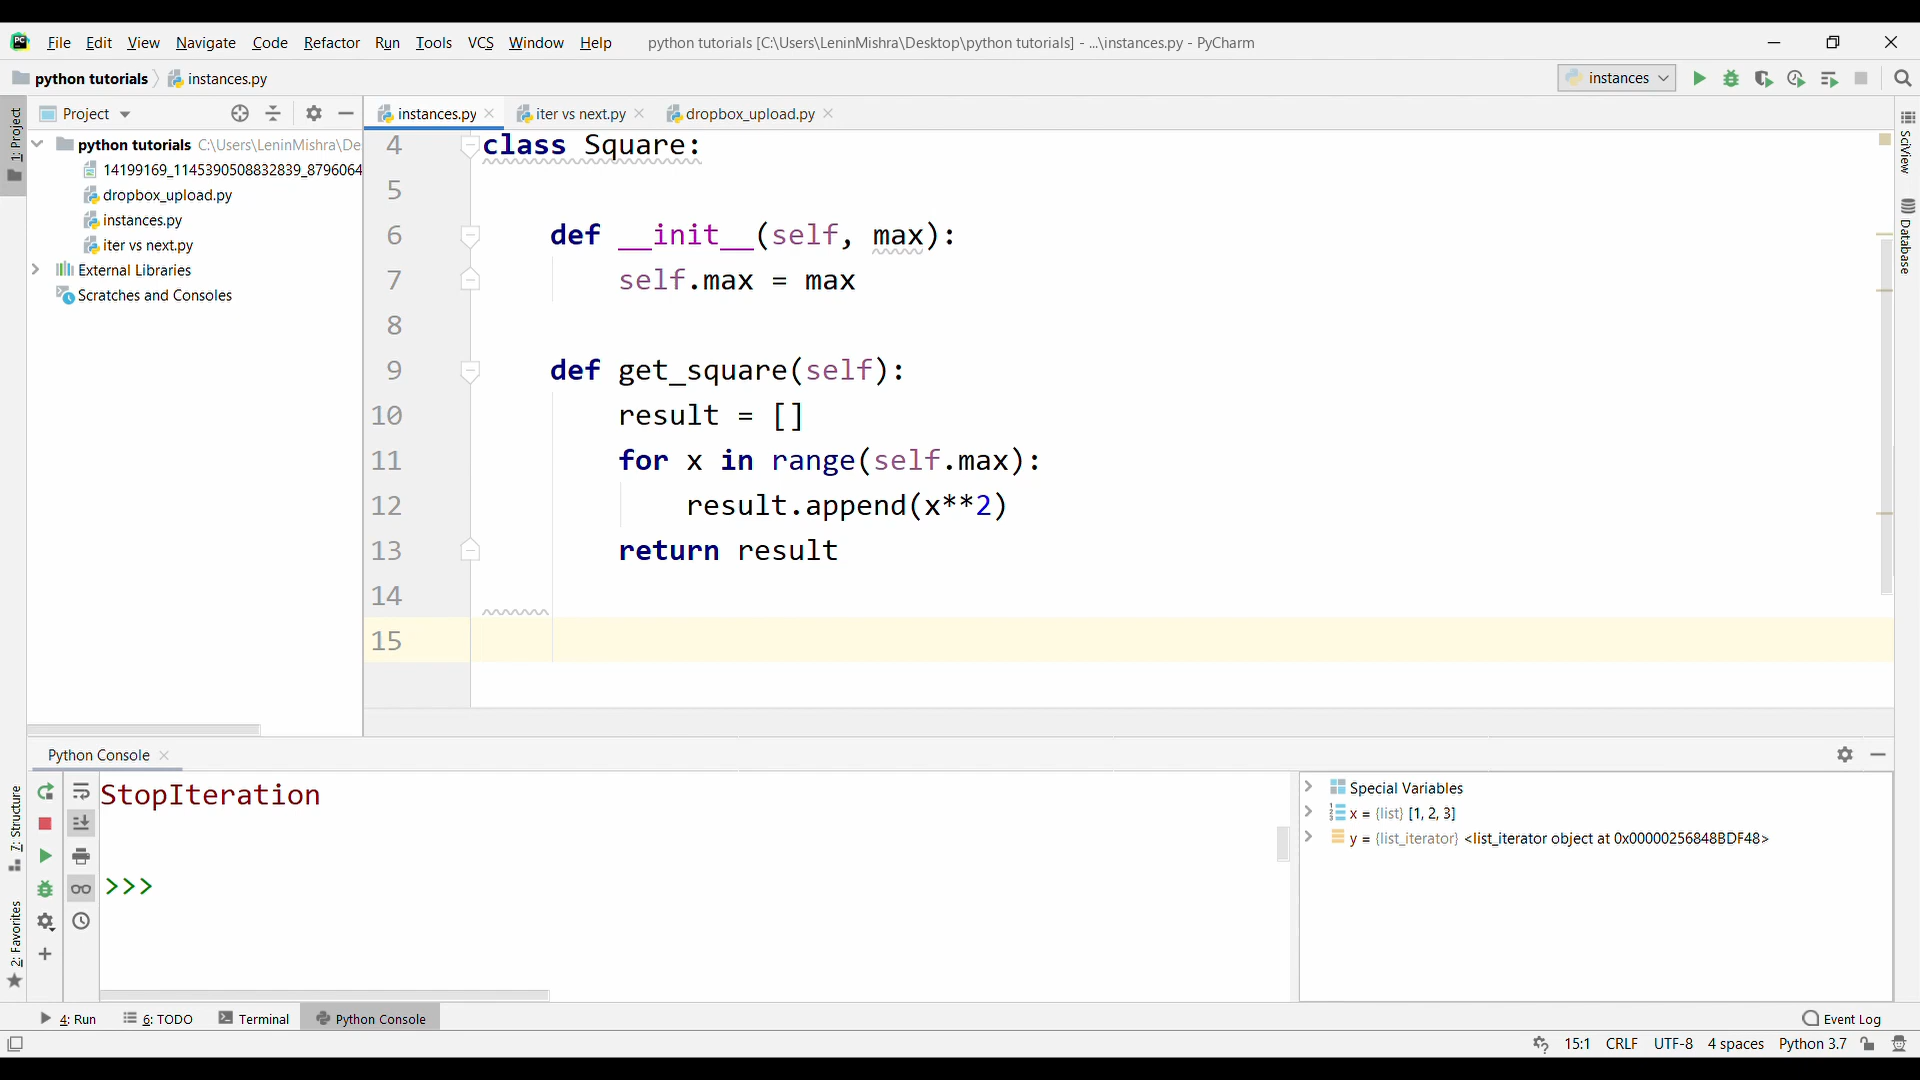 PC File Edit View Navigate Code Refactor Run Tools VCS Window Help python tutorials [C:\Users\LeninMishra\Desktop\python tutorials] - ...\instances.py - PyCharm
python tutorials instances.py instances
Project instances.py iter vs next.py dropbox_upload.py
1: Project
python tutorials C:\Users\LeninMishra\De
14199169_1145390508832839_8796064
dropbox_upload.py
instances.py
iter vs next.py
External Libraries
Scratches and Consoles
4 class Square:
5
6 def __init__(self, max):
7 self.max = max
8
9 def get_square(self):
10 result = []
11 for x in range(self.max):
12 result.append(x**2)
13 return result
14
15
SciView
Database
Python Console
StopIteration
>>>
Special Variables
x = {list} [1, 2, 3]
y = {list_iterator} <list_iterator object at 0x00000256848BDF48>
7: Structure
2: Favorites
4: Run 6: TODO Terminal Python Console Event Log
15:1 CRLF UTF-8 4 spaces Python 3.7